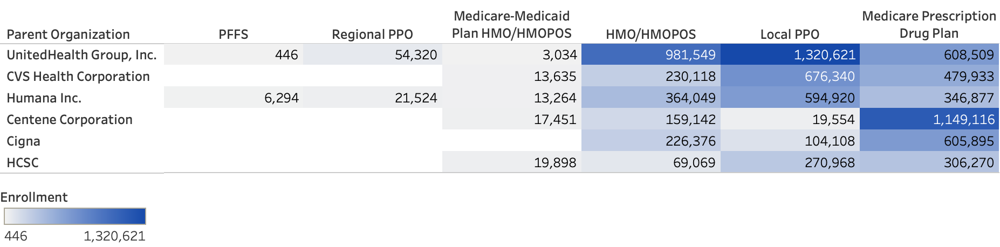 Parent Organization PFFS Regional PPO Medicare-Medicaid Plan HMO/HMOPOS HMO/HMOPOS Local PPO Medicare Prescription Drug Plan
UnitedHealth Group, Inc. 446 54,320 3,034 981,549 1,320,621 608,509
CVS Health Corporation 13,635 230,118 676,340 479,933
Humana Inc. 6,294 21,524 13,264 364,049 594,920 346,877
Centene Corporation 17,451 159,142 19,554 1,149,116
Cigna 226,376 104,108 605,895
HCSC 19,898 69,069 270,968 306,270
Enrollment
446 1,320,621